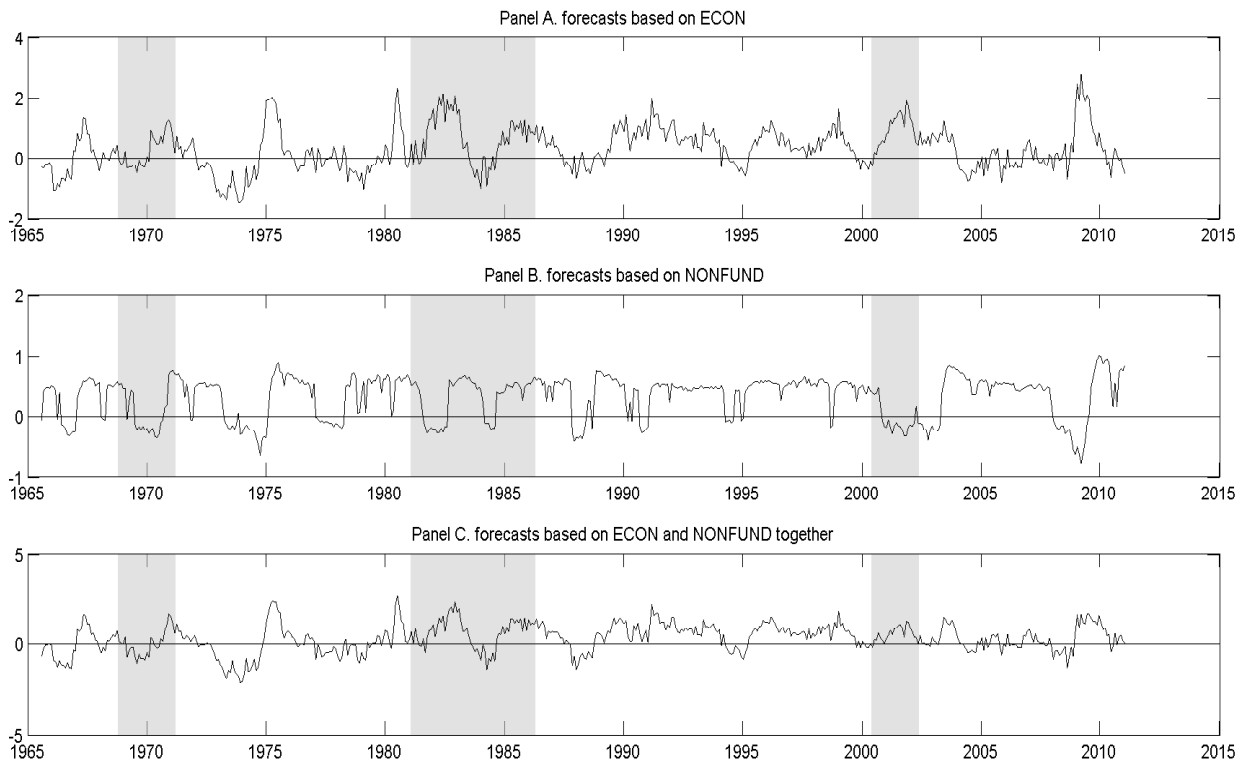 Panel A. forecasts based on ECON
4
2
0
-2
1965 1970 1975 1980 1985 1990 1995 2000 2005 2010 2015
Panel B. forecasts based on NONFUND
2
1
0
-1
1965 1970 1975 1980 1985 1990 1995 2000 2005 2010 2015
Panel C. forecasts based on ECON and NONFUND together
5
0
-5
1965 1970 1975 1980 1985 1990 1995 2000 2005 2010 2015